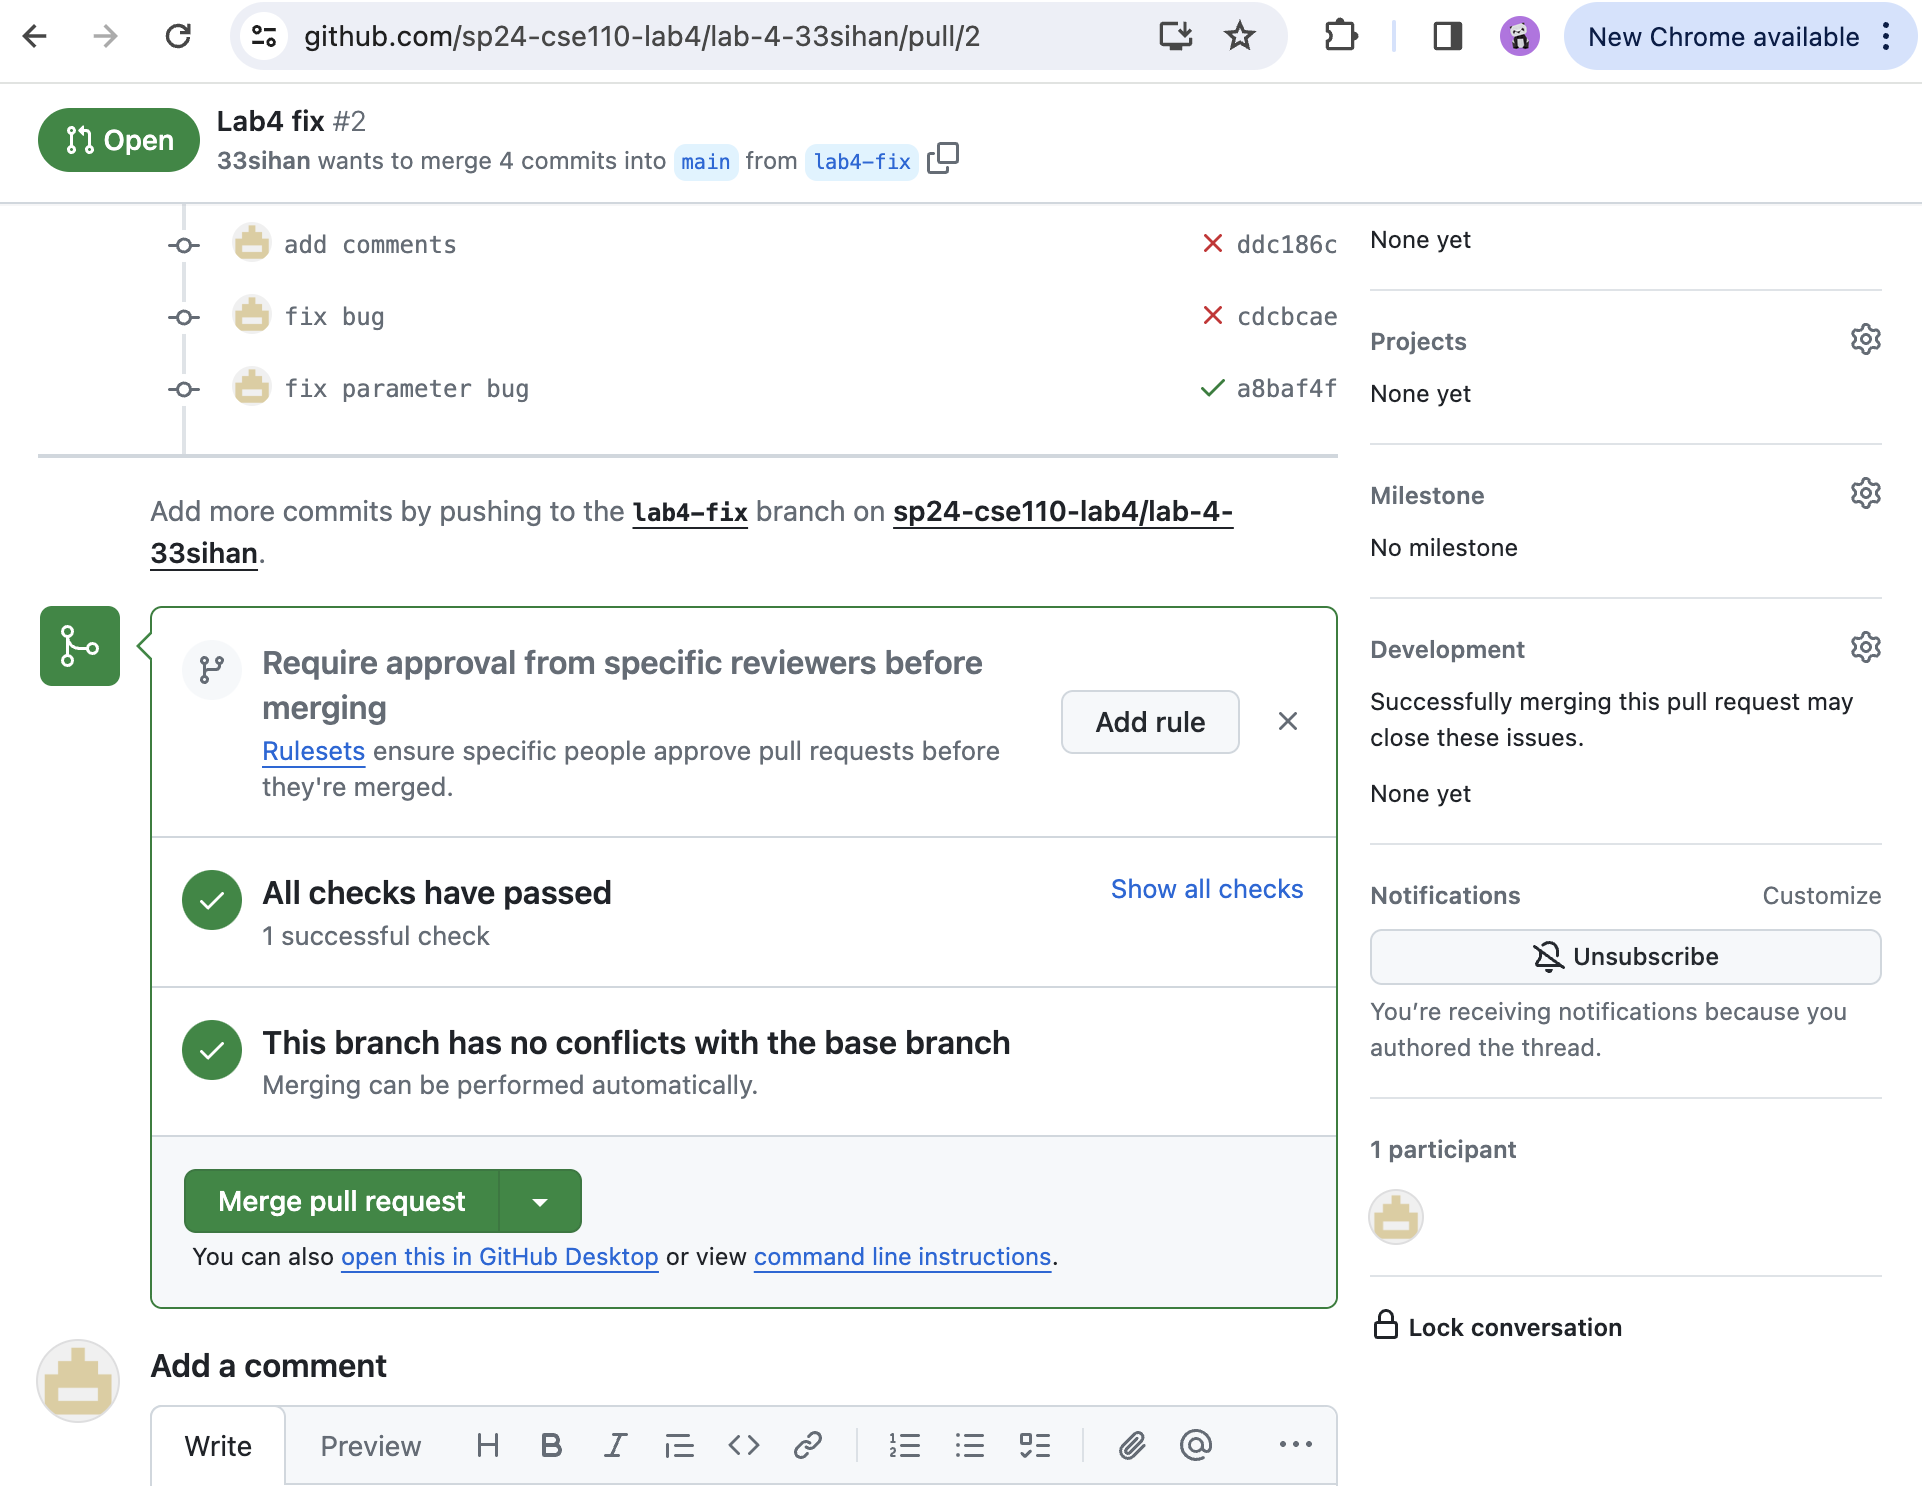 github.com/sp24-cse110-lab4/lab-4-33sihan/pull/2
New Chrome available
Open
Lab4 fix #2
33sihan wants to merge 4 commits into main from lab4-fix
add comments
ddc186c
fix bug
cdcbcae
fix parameter bug
a8baf4f
Add more commits by pushing to the lab4-fix branch on sp24-cse110-lab4/lab-4-
33sihan.
Require approval from specific reviewers before
merging
Rulesets ensure specific people approve pull requests before
they're merged.
Add rule
All checks have passed
1 successful check
Show all checks
This branch has no conflicts with the base branch
Merging can be performed automatically.
Merge pull request
You can also open this in GitHub Desktop or view command line instructions.
Add a comment
Write
Preview
None yet
Projects
None yet
Milestone
No milestone
Development
Successfully merging this pull request may
close these issues.
None yet
Notifications
Customize
Unsubscribe
You’re receiving notifications because you
authored the thread.
1 participant
Lock conversation